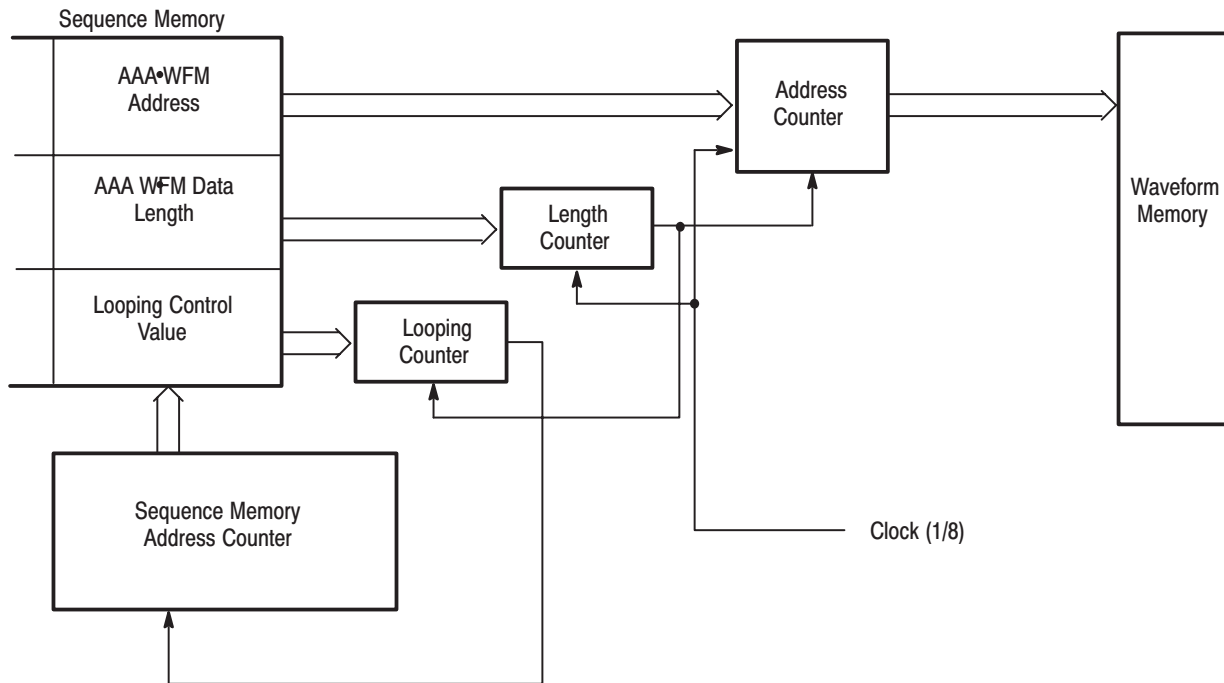 Sequence Memory
AAA•WFM
Address
AAA WFM Data
Length
Looping Control
Value
Address
Counter
Length
Counter
Looping
Counter
Waveform
Memory
Sequence Memory
Address Counter
Clock (1/8)